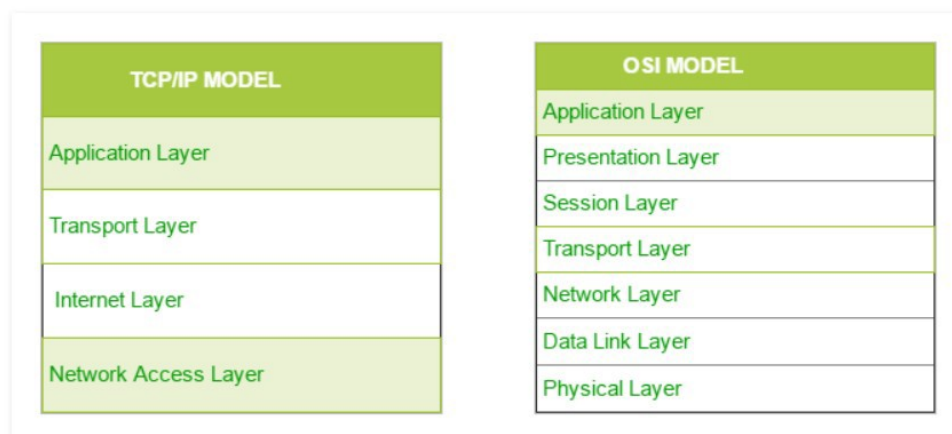 TCP/IP MODEL
Application Layer
Transport Layer
Internet Layer
Network Access Layer
OSI MODEL
Application Layer
Presentation Layer
Session Layer
Transport Layer
Network Layer
Data Link Layer
Physical Layer